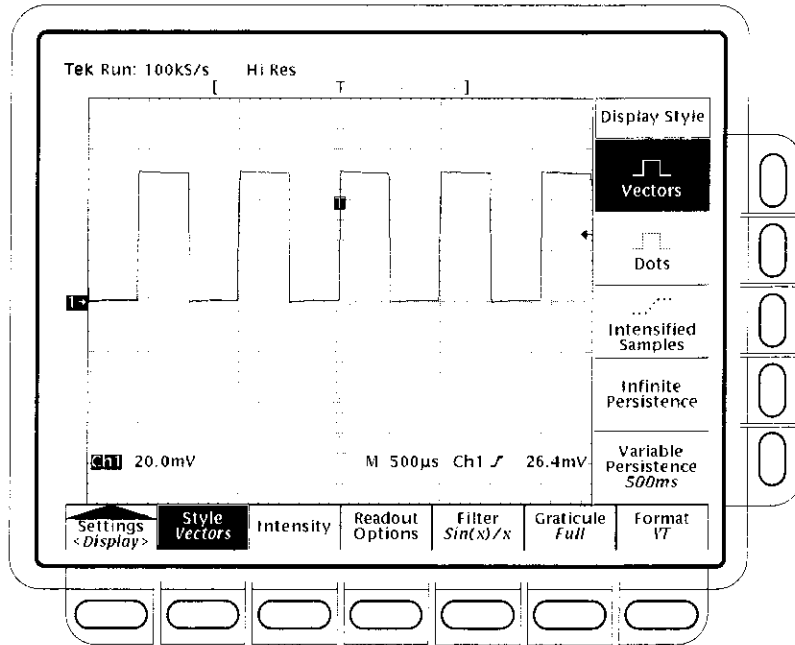 Tek Run: 100kS/s Hi Res
[ T ]
Display Style
Vectors
T
Dots
1
Intensified
Samples
Infinite
Persistence
Ch1 20.0mV M 500µs Ch1 26.4mV
Variable
Persistence
500ms
Settings
<Display>
Style
Vectors
Intensity
Readout
Options
Filter
Sin(x)/x
Graticule
Full
Format
YT